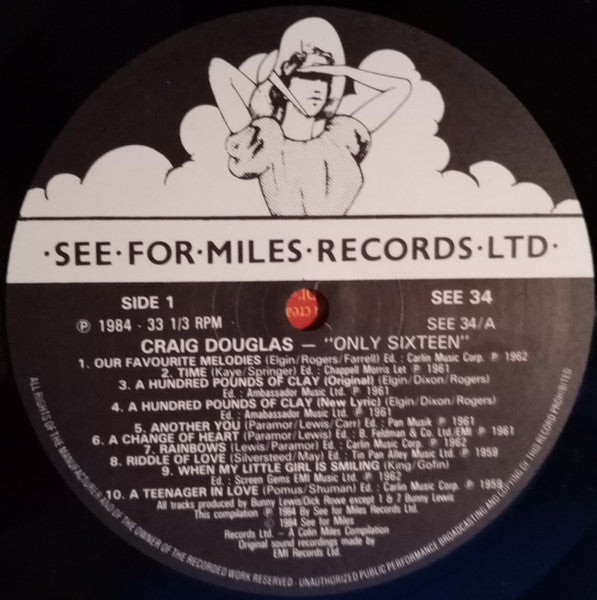 ·SEE·FOR·MILES·RECORDS·LTD·
SIDE 1
SEE 34
Ⓟ 1984 · 33 1/3 RPM
SEE 34/A
CRAIG DOUGLAS — "ONLY SIXTEEN"
1. OUR FAVOURITE MELODIES (Elgin/Rogers/Farrell) Ed.: Carlin Music Corp. Ⓟ 1962
2. TIME (Kaye/Springer) Ed.: Chappell Morris Let Ⓟ 1961
3. A HUNDRED POUNDS OF CLAY (Original) (Elgin/Dixon/Rogers)
Ed.: Ambassador Music Ltd. Ⓟ 1961
4. A HUNDRED POUNDS OF CLAY (New Lyric) (Elgin/Dixon/Rogers)
Ed.: Amabassador Music Ltd. Ⓟ 1961
5. ANOTHER YOU (Paramor/Lewis/Carr) Ed.: Pan Musik Ⓟ 1961
6. A CHANGE OF HEART (Paramor/Lewis) Ed.: B. Feldman & Co. Ltd./EMI Ⓟ 1961
7. RAINBOWS (Lewis/Paramor) Ed.: Carlin Music Corp. Ⓟ 1962
8. RIDDLE OF LOVE (Silversteed/May) Ed.: Tin Pan Alley Music Ltd. Ⓟ 1959
9. WHEN MY LITTLE GIRL IS SMILING (King/Gofin)
Ed.: Screen Gems EMI Music Ⓟ 1962
10. A TEENAGER IN LOVE (Pomus/Shuman) Ed.: Carlin Music Corp. Ⓟ 1959
All tracks produced by Bunny Lewis/Dick Rowe except 1 & 7 Bunny Lewis
This compilation Ⓟ 1984 By See for Miles Records Ltd.
© 1984 See for Miles
Records Ltd. – A Colin Miles Compilation
Original sound recordings made by
EMI Records Ltd.
ALL RIGHTS OF THE MANUFACTURER AND OF THE OWNER OF THE RECORDED WORK RESERVED · UNAUTHORIZED PUBLIC PERFORMANCE BROADCASTING AND COPYING OF THIS RECORD PROHIBITED